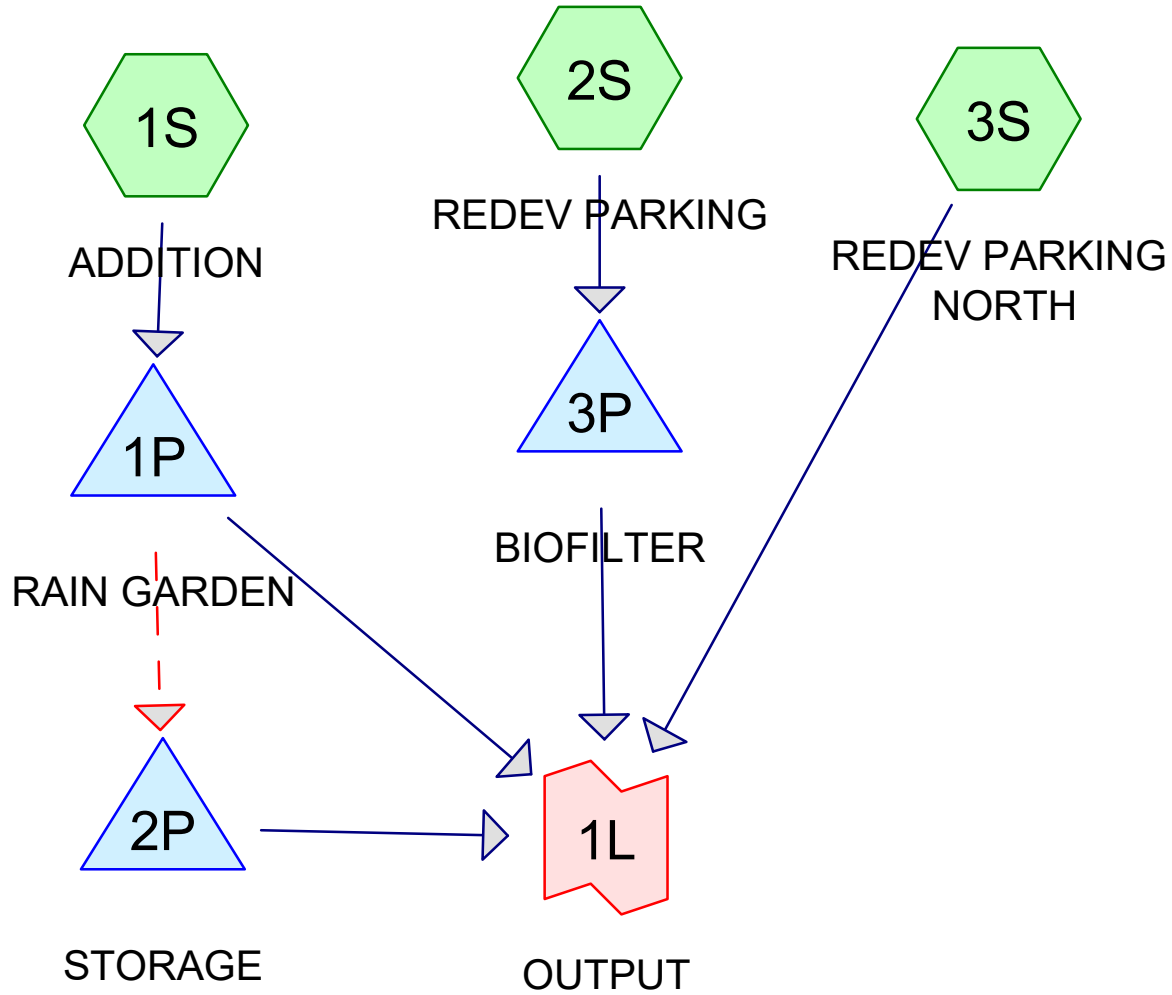 1S
2S
3S
ADDITION
REDEV PARKING
REDEV PARKING
NORTH
1P
3P
RAIN GARDEN
BIOFILTER
2P
1L
STORAGE
OUTPUT